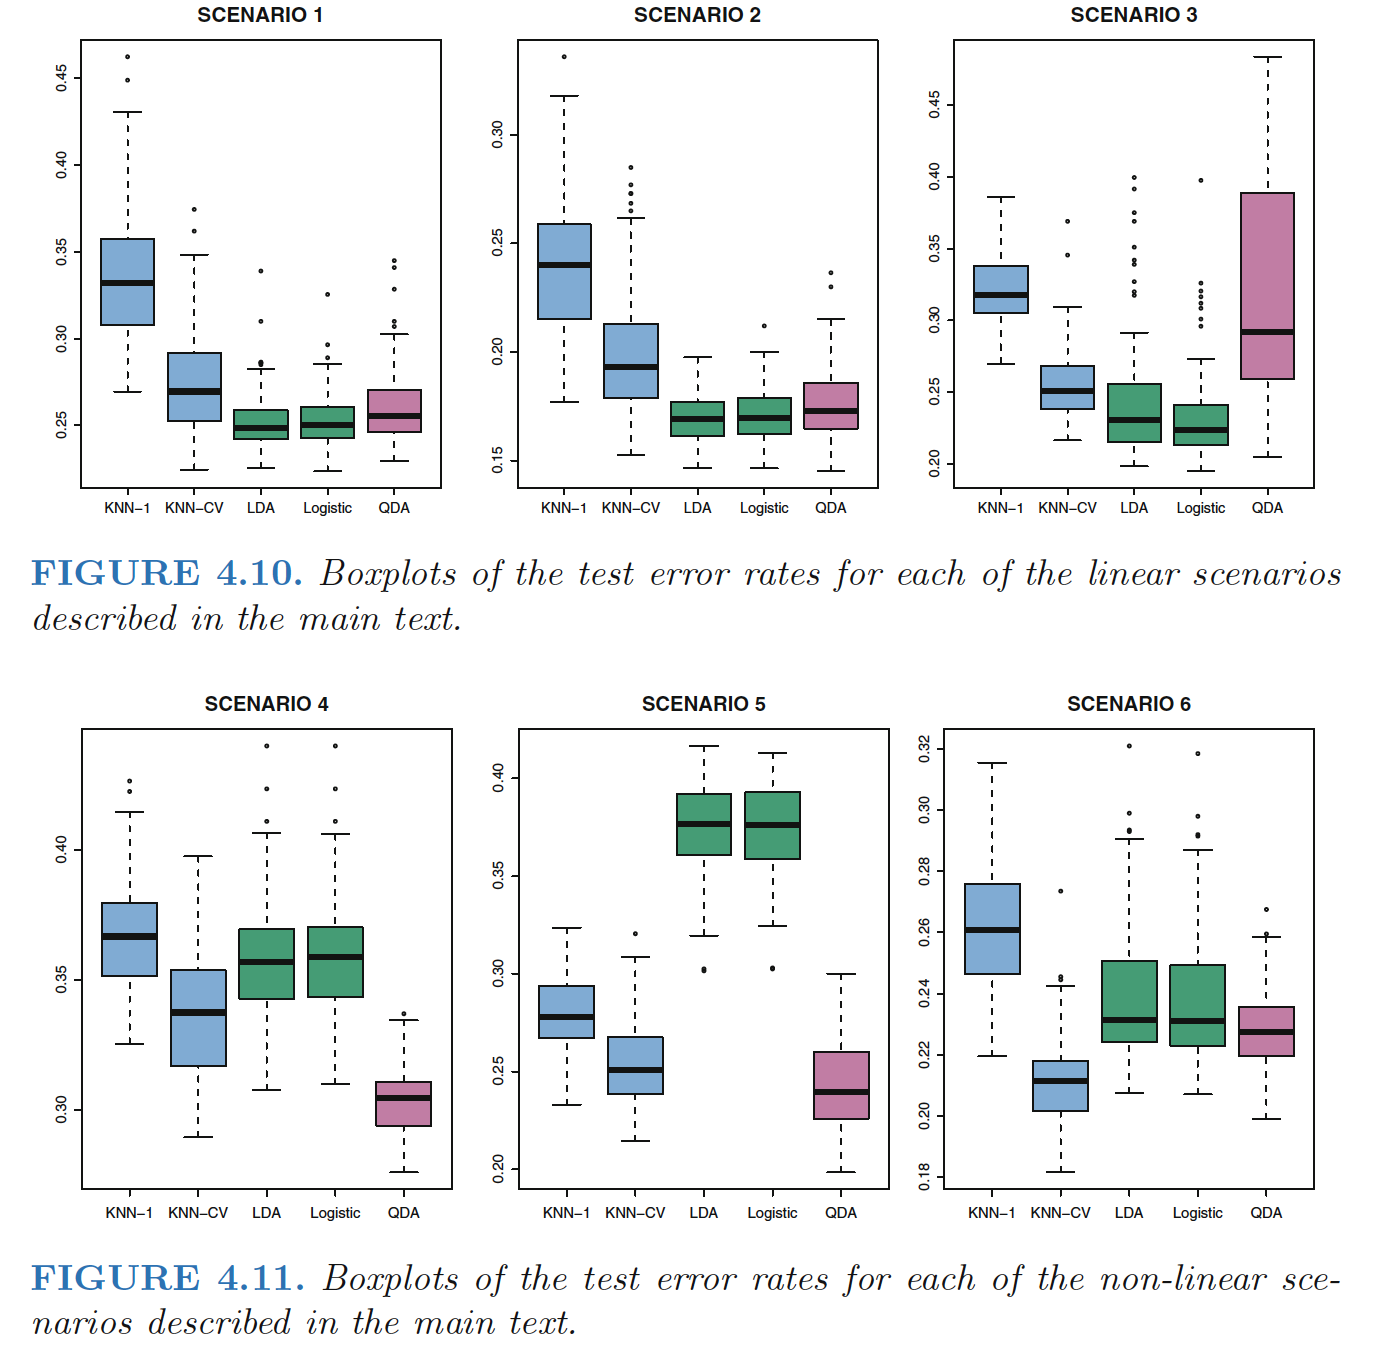 SCENARIO 1
0.45
0.40
0.35
0.30
0.25
KNN−1 KNN−CV LDA Logistic QDA
SCENARIO 2
0.30
0.25
0.20
0.15
KNN−1 KNN−CV LDA Logistic QDA
SCENARIO 3
0.45
0.40
0.35
0.30
0.25
0.20
KNN−1 KNN−CV LDA Logistic QDA
FIGURE 4.10. Boxplots of the test error rates for each of the linear scenarios
described in the main text.
SCENARIO 4
0.40
0.35
0.30
KNN−1 KNN−CV LDA Logistic QDA
SCENARIO 5
0.40
0.35
0.30
0.25
0.20
KNN−1 KNN−CV LDA Logistic QDA
SCENARIO 6
0.32
0.30
0.28
0.26
0.24
0.22
0.20
0.18
KNN−1 KNN−CV LDA Logistic QDA
FIGURE 4.11. Boxplots of the test error rates for each of the non-linear sce-
narios described in the main text.